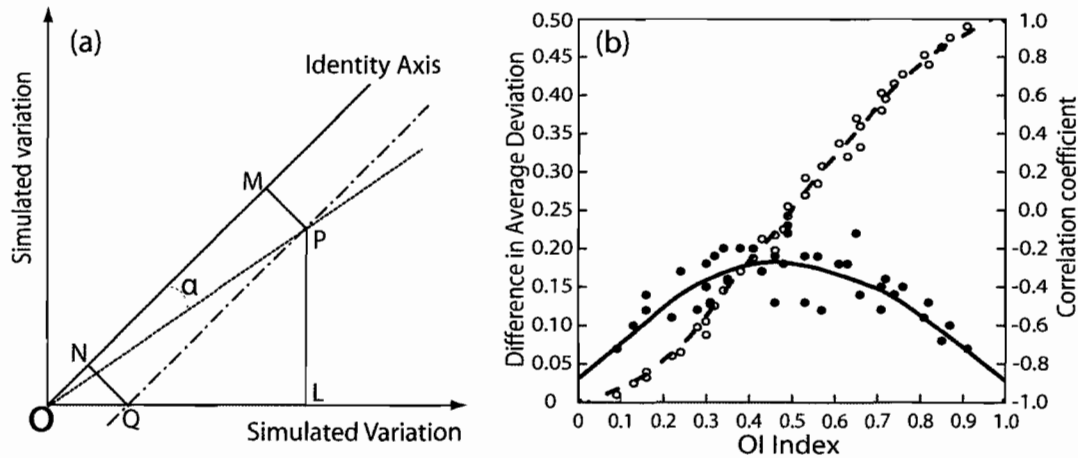 (a)
Identity Axis
Simulated variation
M
P
α
N
O
Q
L
Simulated Variation
(b)
Difference in Average Deviation
0.50
0.45
0.40
0.35
0.30
0.25
0.20
0.15
0.10
0.05
0
1.0
0.8
0.6
0.4
0.2
0.0
-0.2
-0.4
-0.6
-0.8
-1.0
Correlation coefficient
0 0.1 0.2 0.3 0.4 0.5 0.6 0.7 0.8 0.9 1.0
OI Index